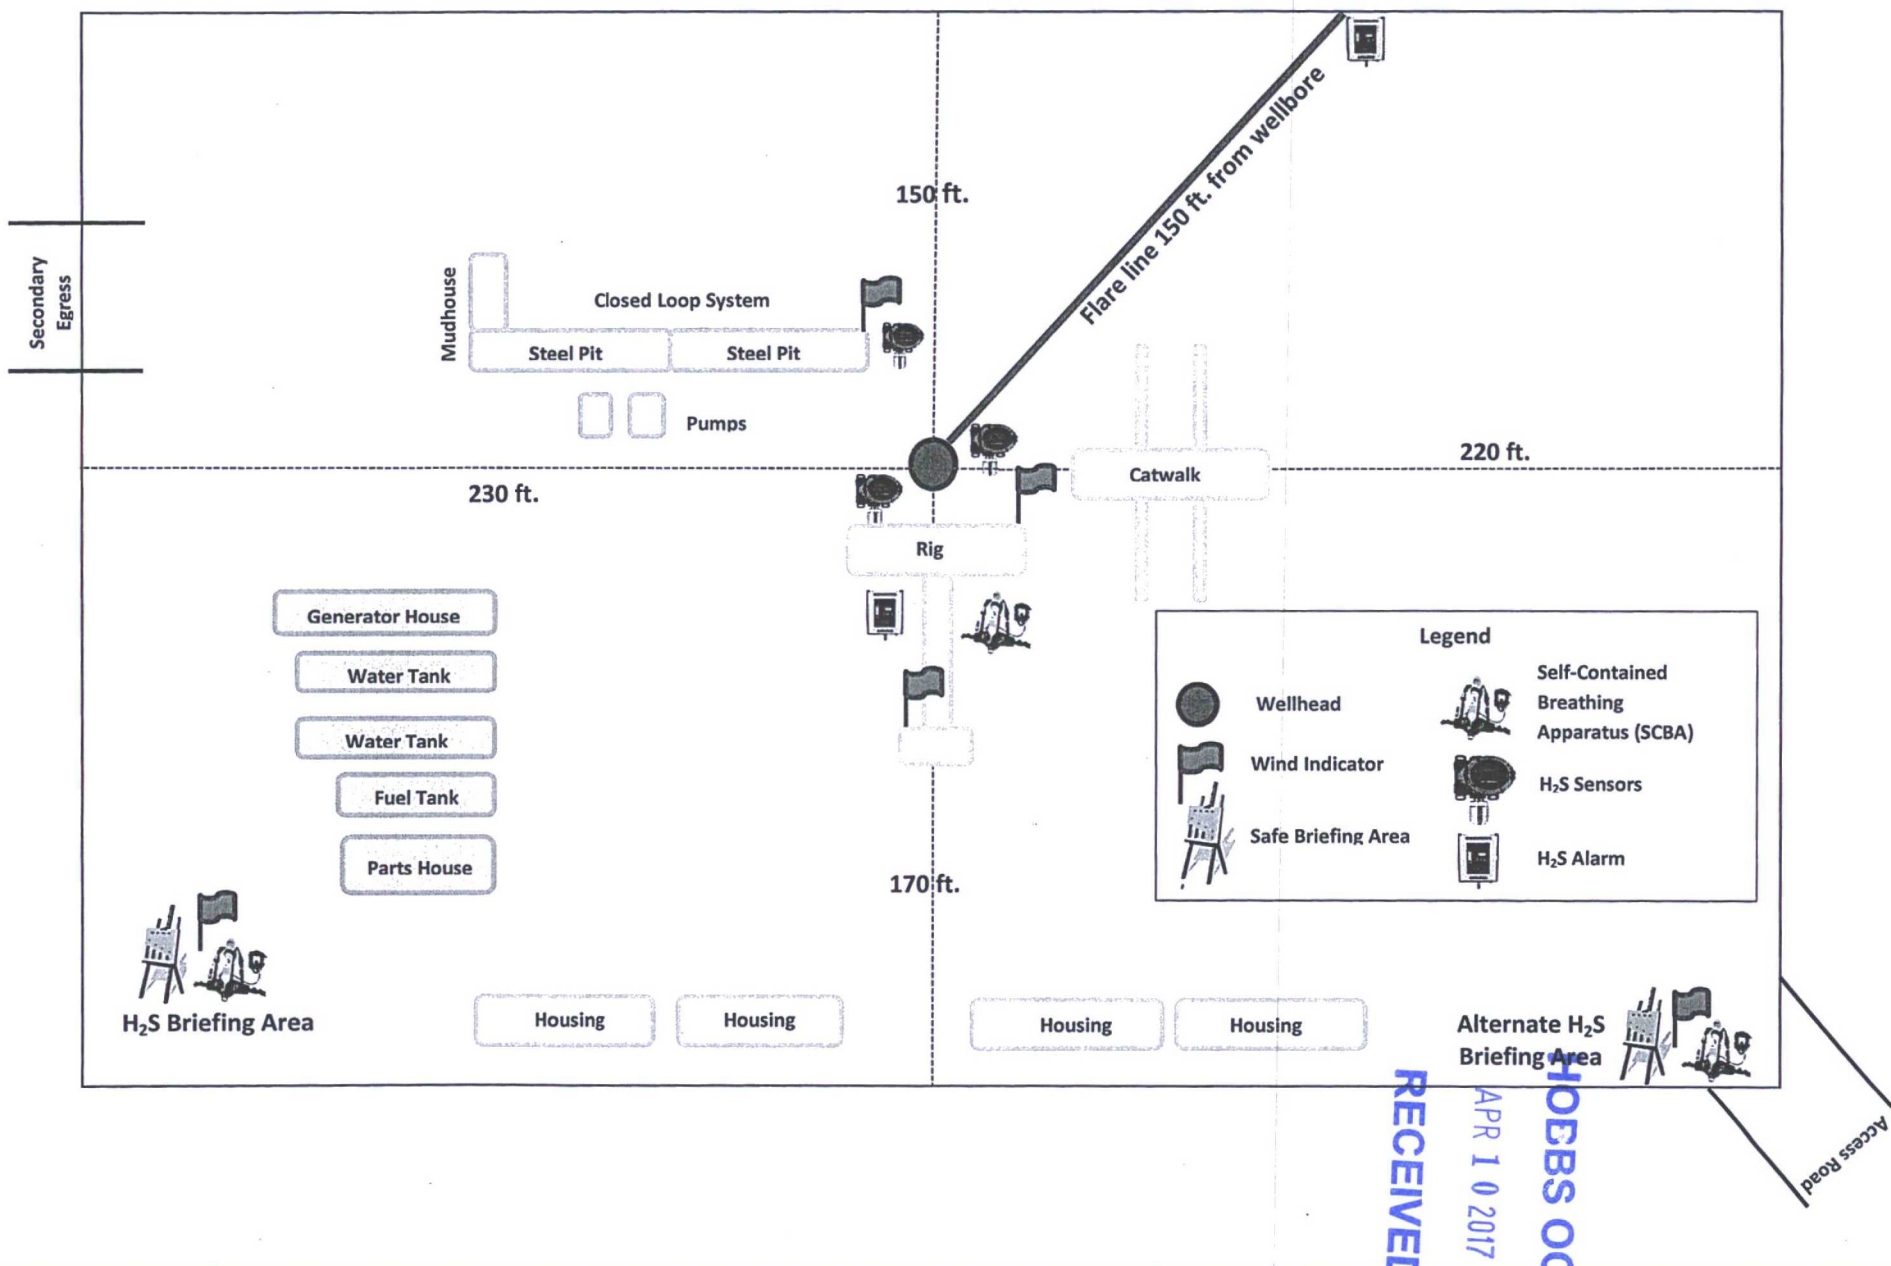 150 ft.
Flare line 150 ft. from wellbore
Secondary
Egress
Mudhouse
Closed Loop System
Steel Pit
Steel Pit
Pumps
230 ft.
220 ft.
Catwalk
Rig
Generator House
Water Tank
Water Tank
Fuel Tank
Parts House
170 ft.
Legend
Wellhead
Wind Indicator
Safe Briefing Area
Self-Contained
Breathing
Apparatus (SCBA)
H₂S Sensors
H₂S Alarm
H₂S Briefing Area
Housing
Housing
Housing
Housing
Alternate H₂S
Briefing Area
Access Road
HOBBS OC
APR 10 2017
RECEIVE